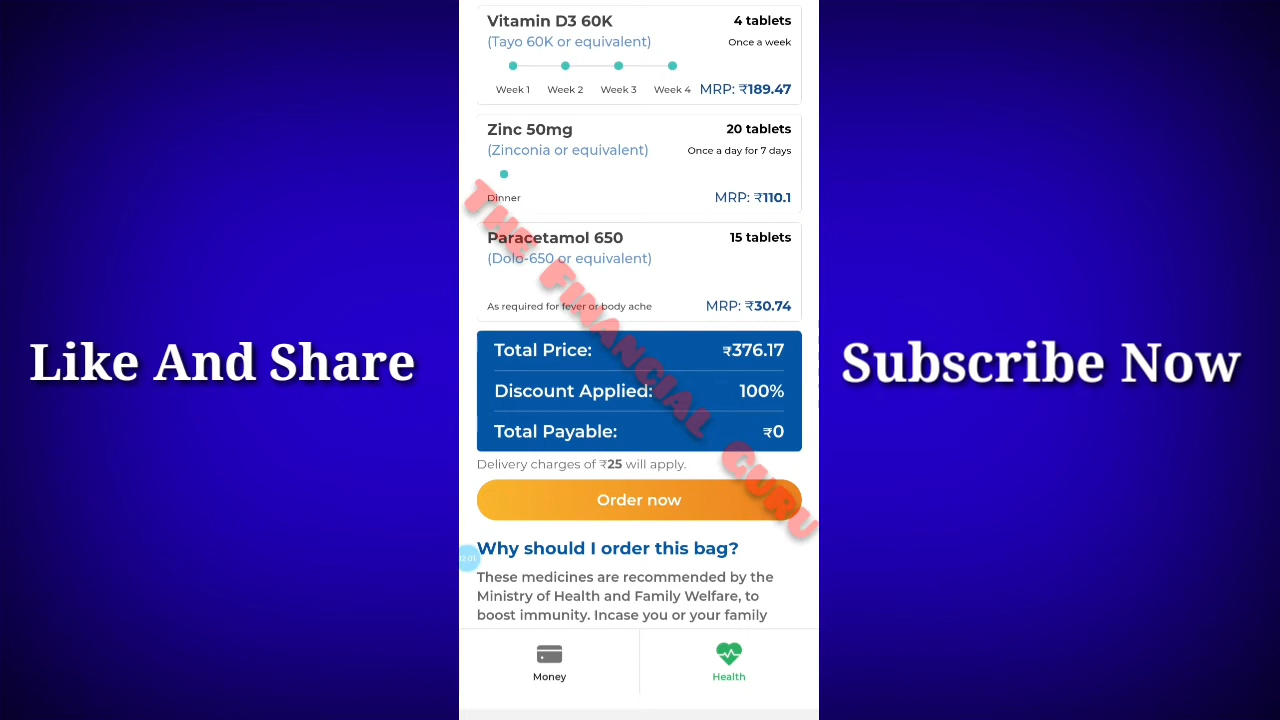 Vitamin D3 60K
4 tablets
(Tayo 60K or equivalent)
Once a week
Week 1 Week 2 Week 3 Week 4 MRP: ₹189.47
Zinc 50mg
20 tablets
(Zinconia or equivalent)
Once a day for 7 days
Dinner
MRP: ₹110.1
Paracetamol 650
15 tablets
(Dolo-650 or equivalent)
As required for fever or body ache
MRP: ₹30.74
Total Price: ₹376.17
Discount Applied: 100%
Total Payable: ₹0
Delivery charges of ₹25 will apply.
Order now
Why should I order this bag?
These medicines are recommended by the
Ministry of Health and Family Welfare, to
boost immunity. Incase you or your family
Money
Health
Like And Share
Subscribe Now
THE FINANCIAL GURU